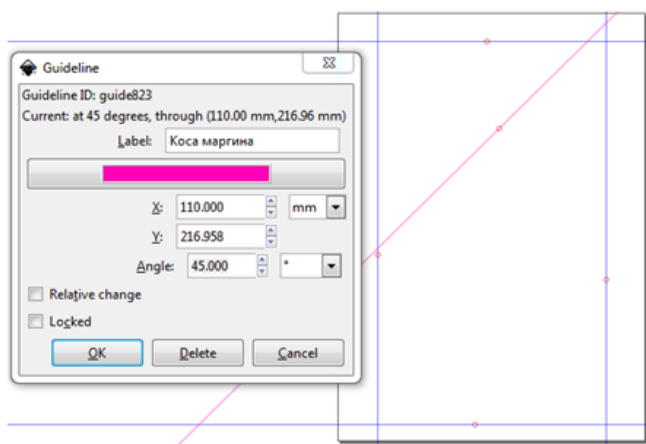 Guideline
Guideline ID: guide823
Current: at 45 degrees, through (110.00 mm,216.96 mm)
Label: Коса маргина
X: 110.000 mm
Y: 216.958
Angle: 45.000 °
Relative change
Locked
OK Delete Cancel